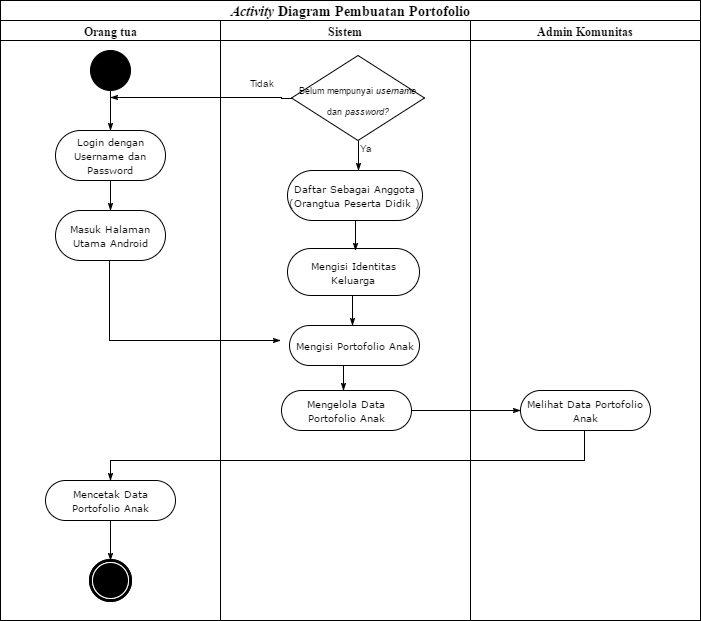 Activity Diagram Pembuatan Portofolio
Orang tua
Sistem
Admin Komunitas
Tidak
Belum mempunyai username
dan password?
Ya
Login dengan
Username dan
Password
Daftar Sebagai Anggota
(Orangtua Peserta Didik )
Masuk Halaman
Utama Android
Mengisi Identitas
Keluarga
Mengisi Portofolio Anak
Mengelola Data
Portofolio Anak
Melihat Data Portofolio
Anak
Mencetak Data
Portofolio Anak